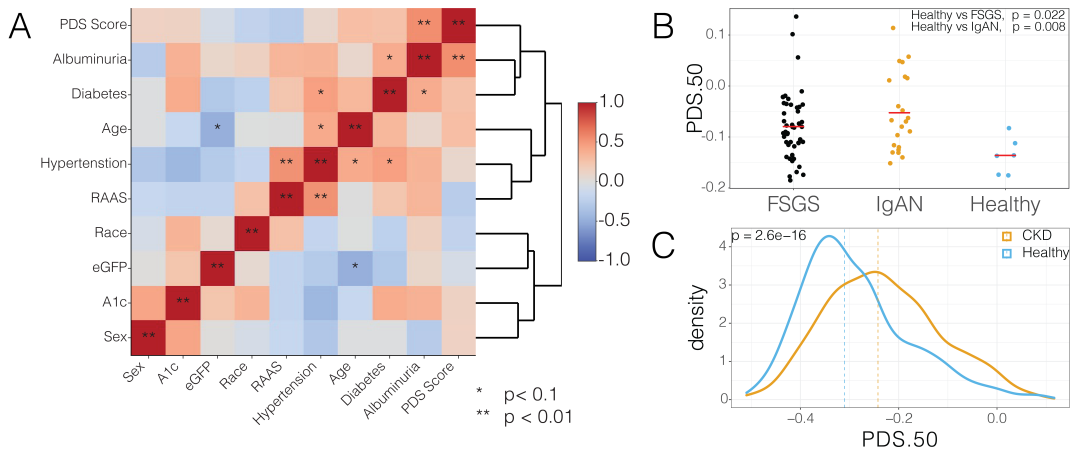 A
PDS Score
Albuminuria
Diabetes
Age
Hypertenstion
RAAS
Race
eGFP
A1c
Sex
** **
* ** **
* ** *
* * **
** ** * *
** **
**
** *
**
**
Sex
A1c
eGFP
Race
RAAS
Hypertension
Age
Diabetes
Albuminuria
PDS Score
1.0
0.5
0.0
−0.5
−1.0
* p< 0.1
** p < 0.01
B
Healthy vs FSGS, p = 0.022
Healthy vs IgAN, p = 0.008
PDS.50
0.1
0.0
-0.1
-0.2
FSGS
IgAN
Healthy
C
p = 2.6e−16
CKD
Healthy
density
4
3
2
1
0
−0.4
−0.2
0.0
PDS.50